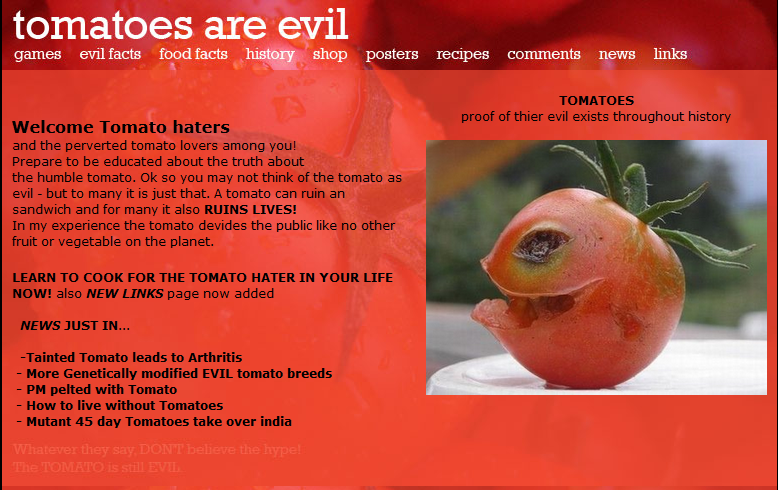 tomatoes are evil
games evil facts food facts history shop posters recipes comments news links
Welcome Tomato haters
and the perverted tomato lovers among you!
Prepare to be educated about the truth about
the humble tomato. Ok so you may not think of the tomato as
evil - but to many it is just that. A tomato can ruin an
sandwich and for many it also RUINS LIVES!
In my experience the tomato devides the public like no other
fruit or vegetable on the planet.
LEARN TO COOK FOR THE TOMATO HATER IN YOUR LIFE
NOW! also NEW LINKS page now added
NEWS JUST IN...
-Tainted Tomato leads to Arthritis
- More Genetically modified EVIL tomato breeds
- PM pelted with Tomato
- How to live without Tomatoes
- Mutant 45 day Tomatoes take over india
Whatever they say, DON'T believe the hype!
The TOMATO is still EVIL
TOMATOES
proof of thier evil exists throughout history